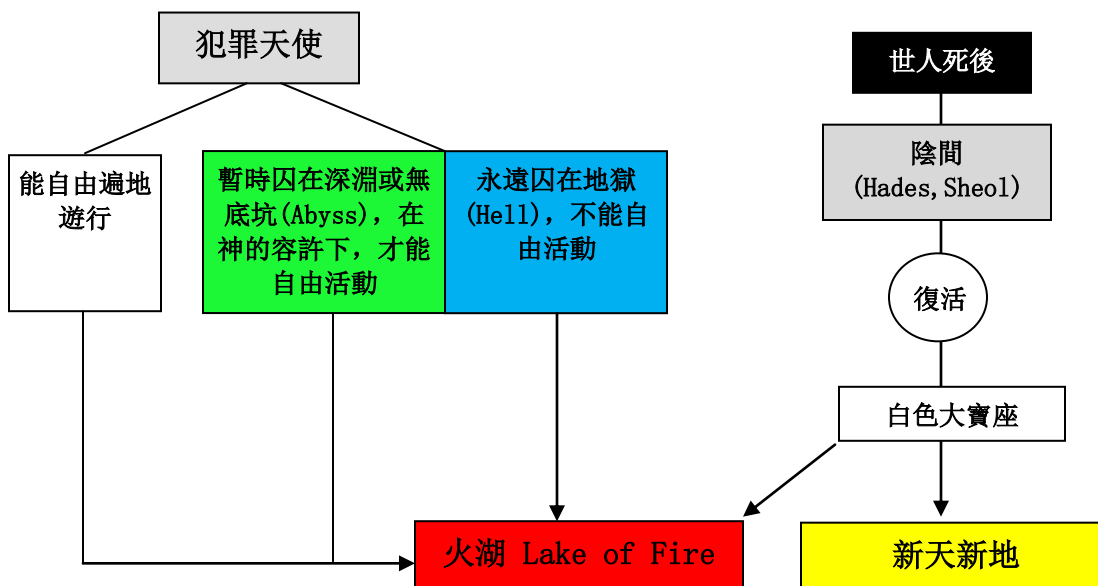 犯罪天使
世人死後
能自由遍地
遊行
暫時囚在深淵或無
底坑(Abyss)，在
神的容許下，才能
自由活動
永遠囚在地獄
(Hell)，不能自
由活動
陰間
(Hades, Sheol)
復活
白色大寶座
火湖 Lake of Fire
新天新地